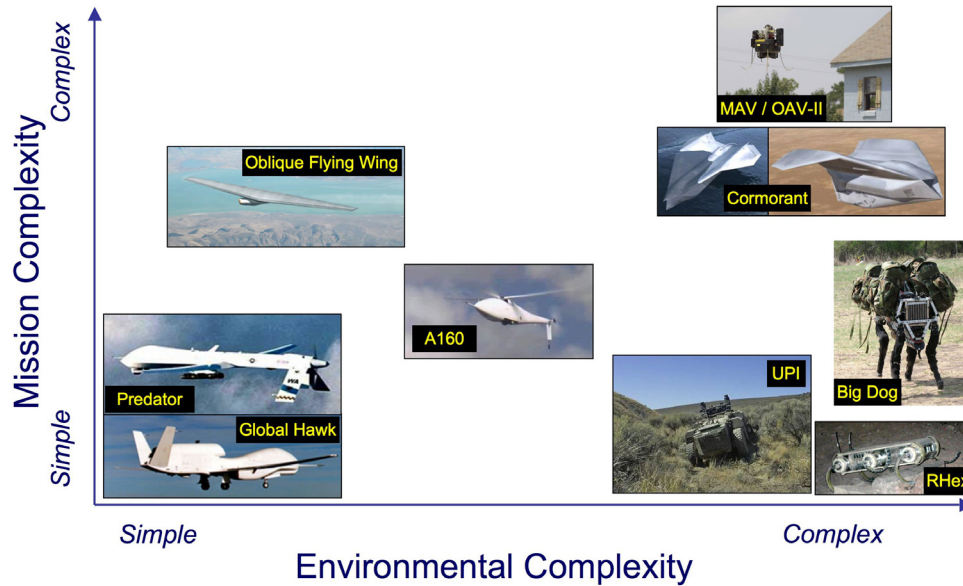 Complex
Mission Complexity
Simple
MAV / OAV-II
Oblique Flying Wing
Cormorant
A160
Predator
UPI
Big Dog
Global Hawk
RHex
Simple
Complex
Environmental Complexity